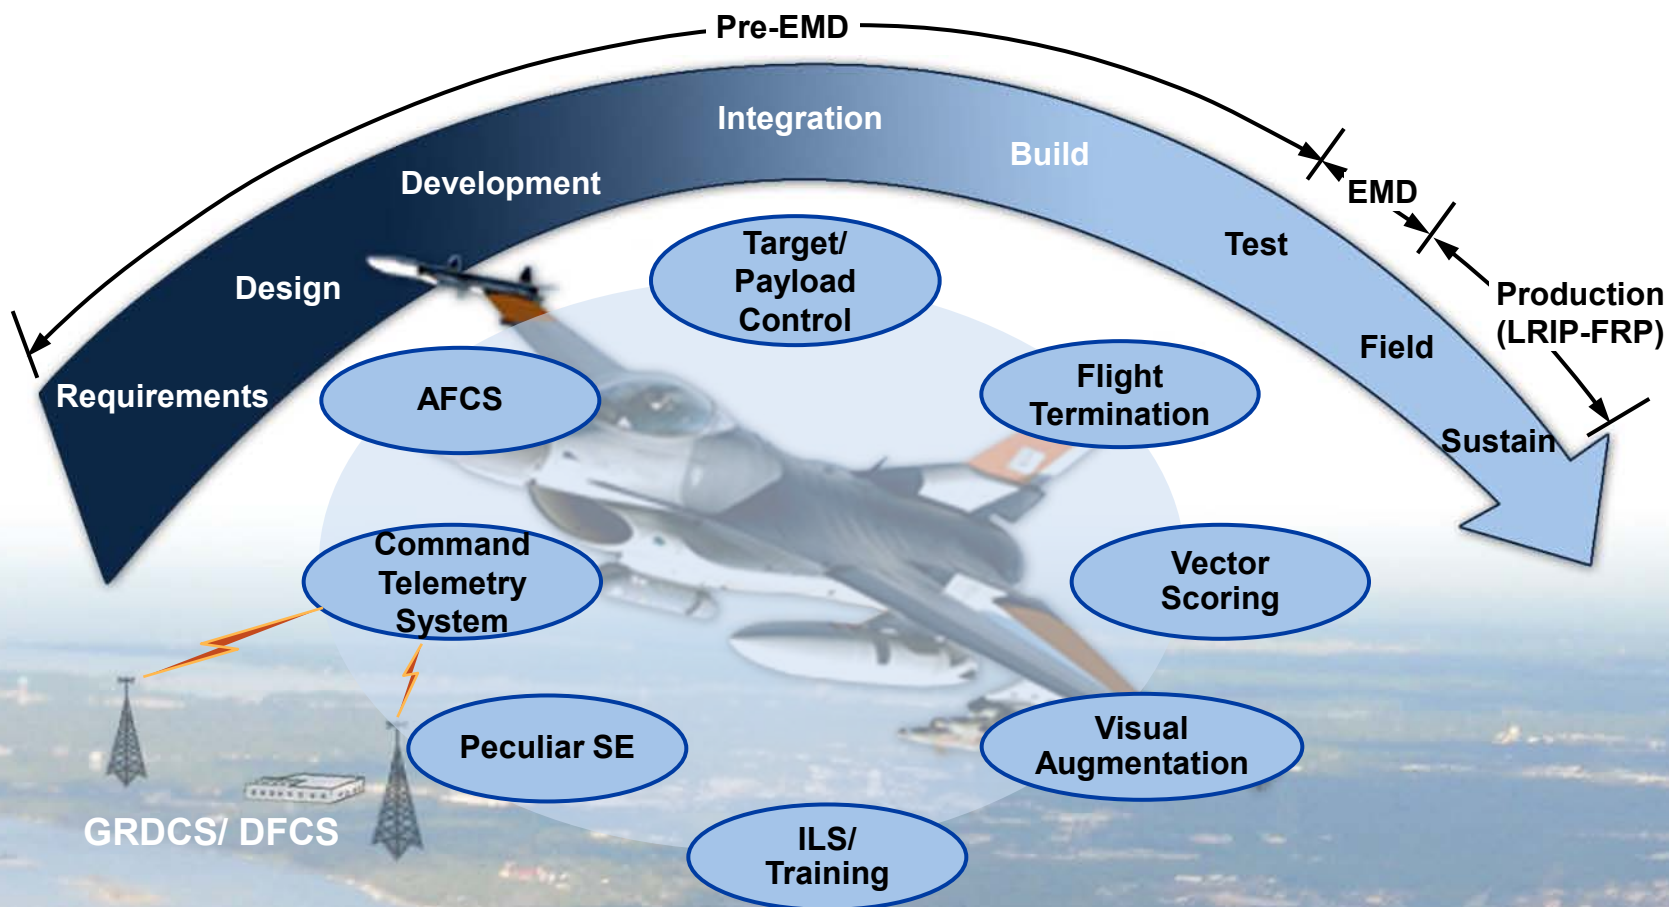 Pre-EMD
Integration
Build
Development
EMD
Design
Test
Requirements
Production
(LRIP-FRP)
Field
Sustain
Target/
Payload
Control
AFCS
Flight
Termination
Command
Telemetry
System
Vector
Scoring
Peculiar SE
Visual
Augmentation
GRDCS/ DFCS
ILS/
Training